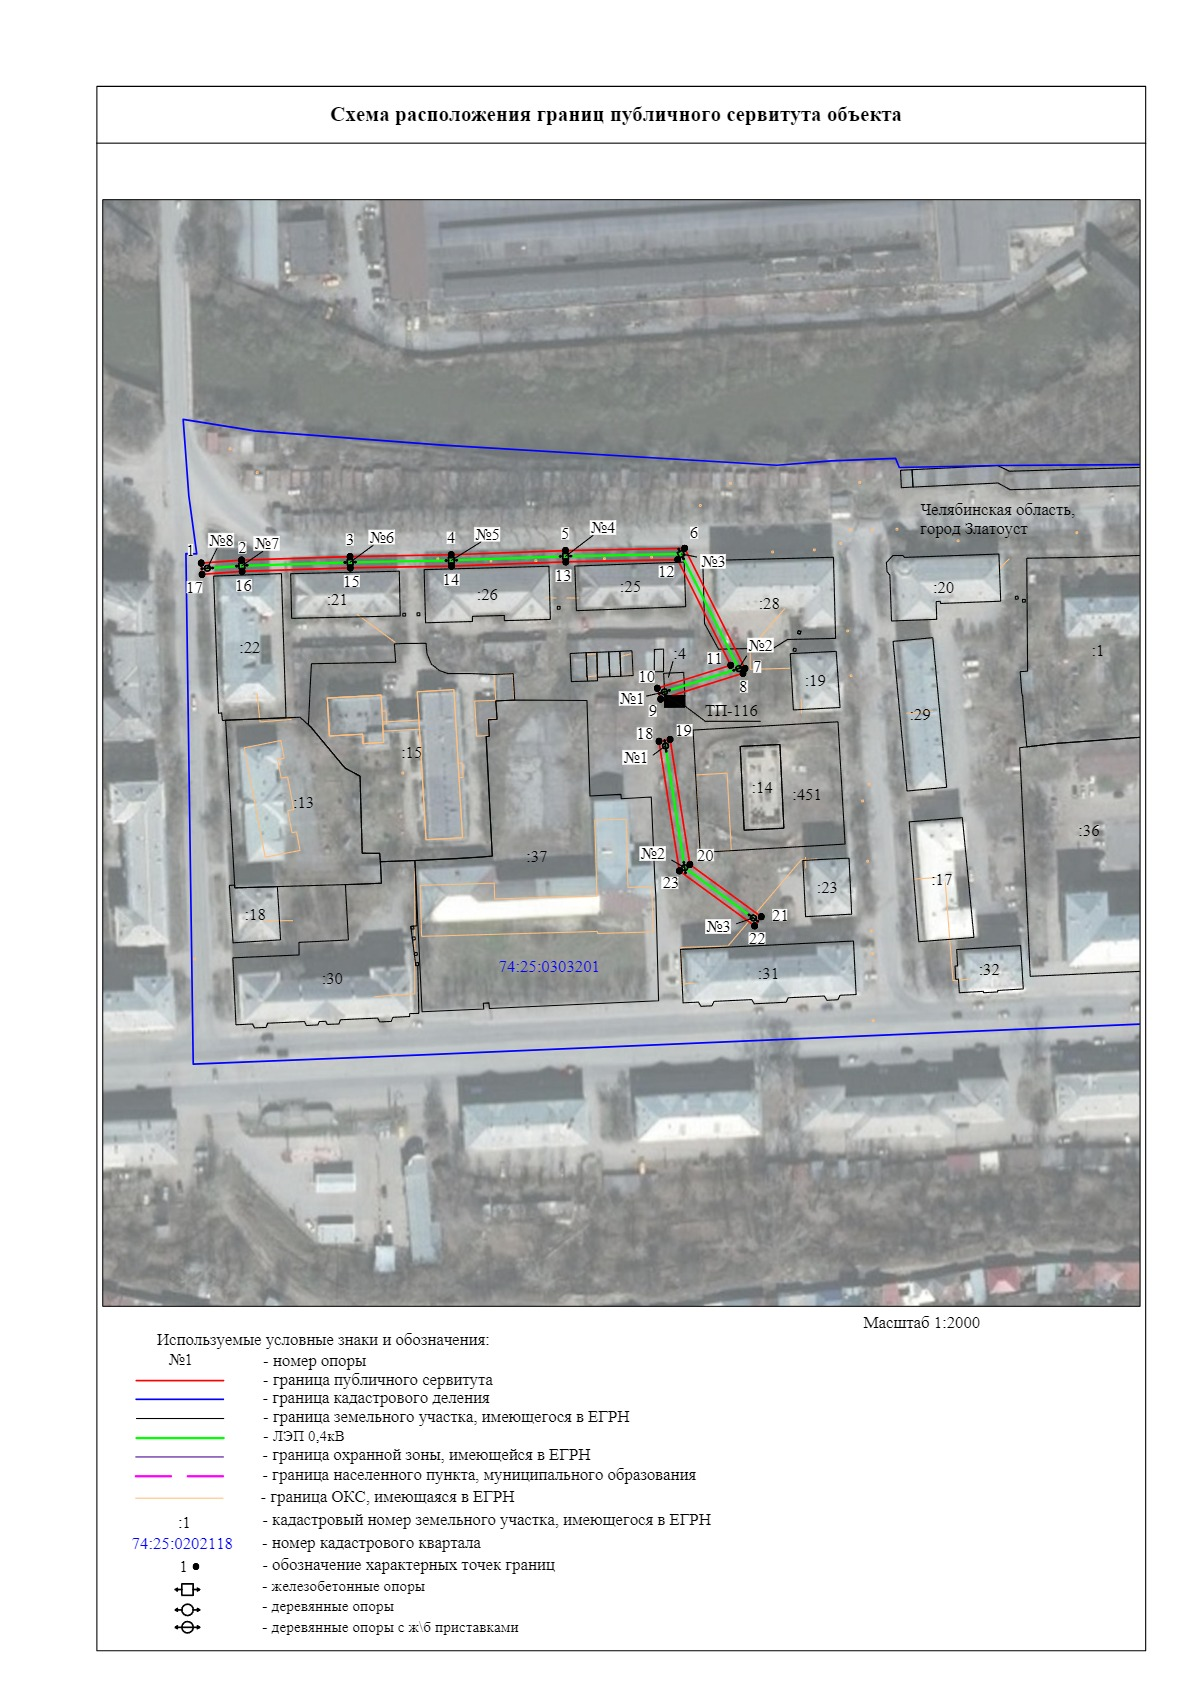 Схема расположения границ публичного сервитута объекта
Челябинская область,
город Златоуст
1
№8
2
№7
3
№6
4
№5
5
№4
6
№3
17
16
15
14
13
12
:21
:26
:25
:28
:20
:22
:1
11
№2
7
:4
8
10
№1
9
:19
ТП-116
:29
18
19
№1
:15
:13
:14
:451
:36
№2
20
23
:37
:17
:23
:18
№3
21
22
74:25:0303201
:30
:31
:32
Масштаб 1:2000
Используемые условные знаки и обозначения:
№1 - номер опоры
- граница публичного сервитута
- граница кадастрового деления
- граница земельного участка, имеющегося в ЕГРН
- ЛЭП 0,4кВ
- граница охранной зоны, имеющейся в ЕГРН
- граница населенного пункта, муниципального образования
- граница ОКС, имеющаяся в ЕГРН
:1 - кадастровый номер земельного участка, имеющегося в ЕГРН
74:25:0202118 - номер кадастрового квартала
1 - обозначение характерных точек границ
- железобетонные опоры
- деревянные опоры
- деревянные опоры с ж\б приставками